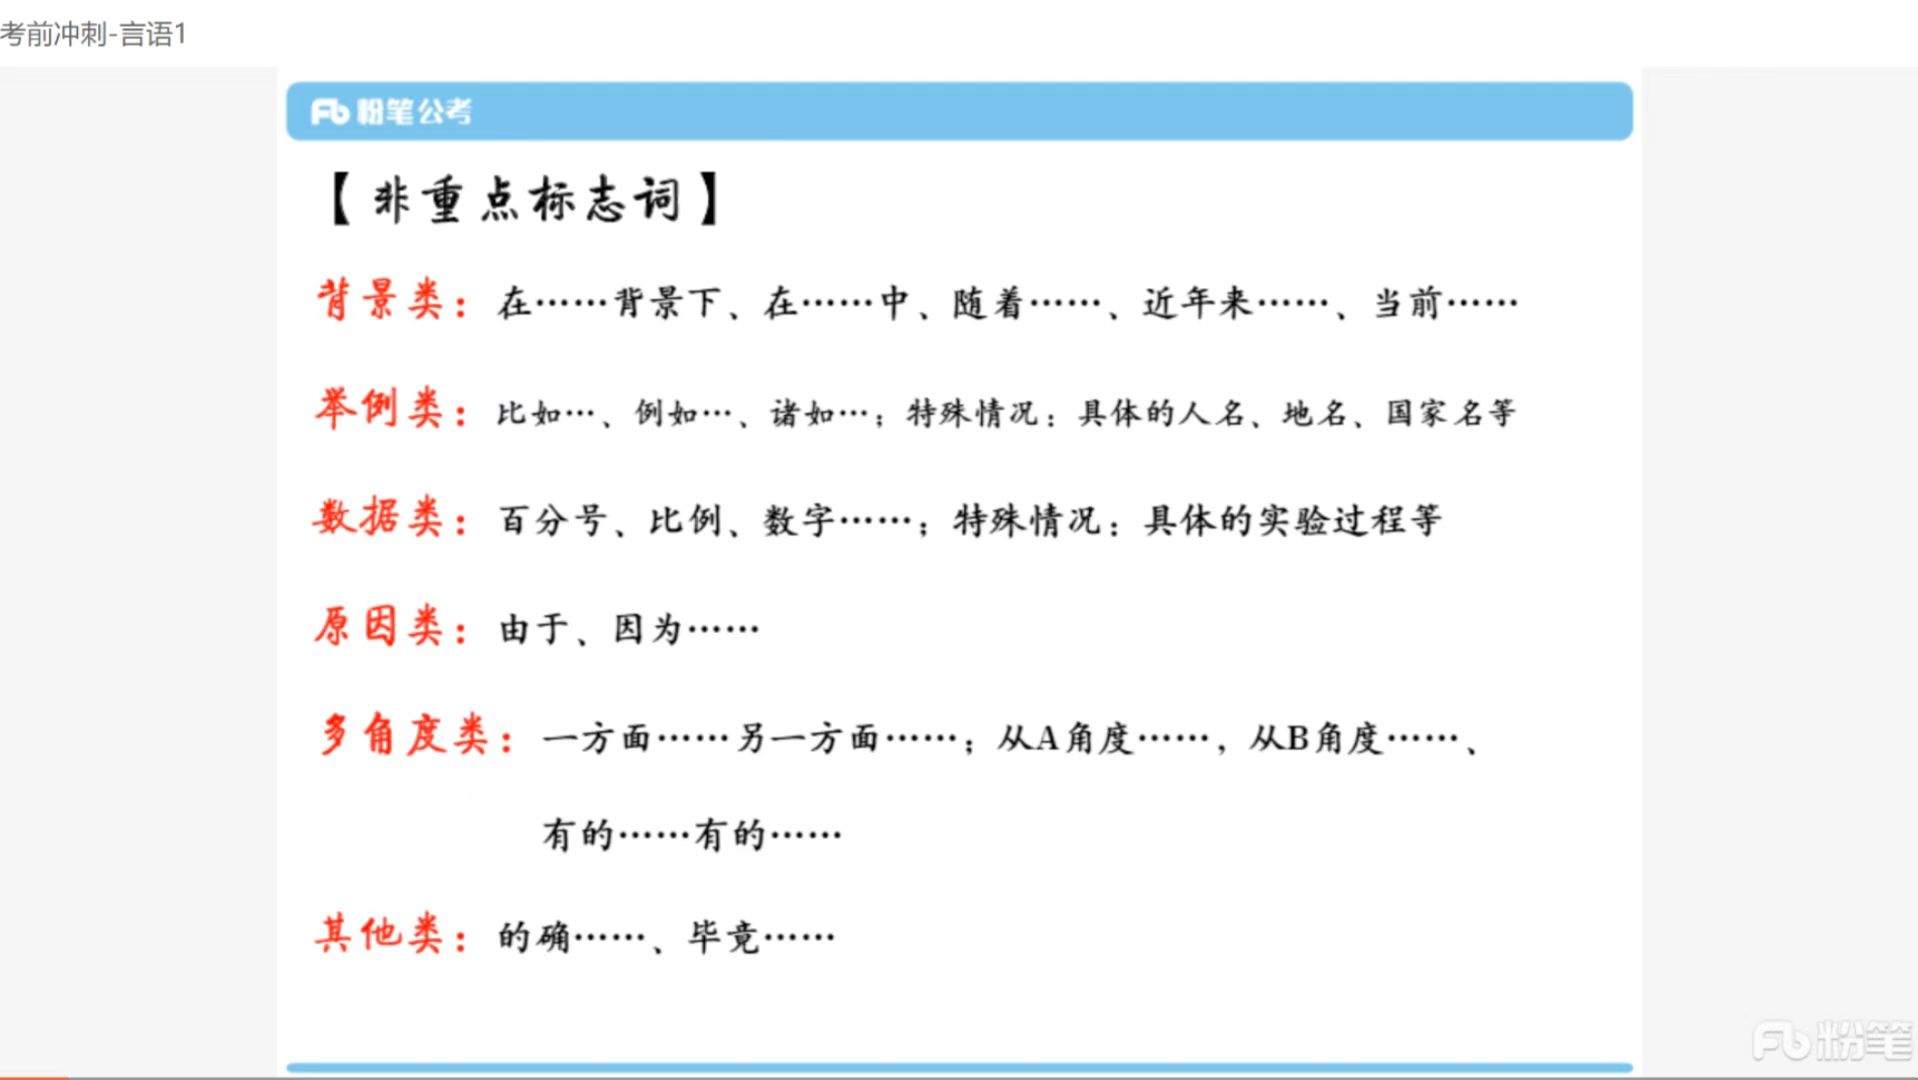 考前冲刺-言语1
Fb 粉笔公考
【非重点标志词】
背景类：在……背景下、在……中、随着……、近年来……、当前……
举例类：比如…、例如…、诸如…；特殊情况：具体的人名、地名、国家名等
数据类：百分号、比例、数字……；特殊情况：具体的实验过程等
原因类：由于、因为……
多角度类：一方面……另一方面……；从A角度……，从B角度……、
有的……有的……
其他类：的确……、毕竟……
Fb 粉笔